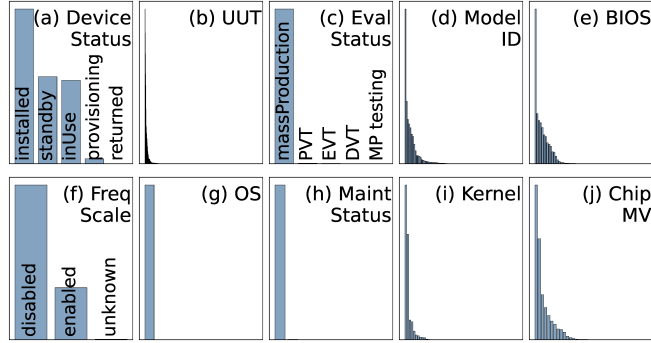 (a) Device
Status
installed
standby
inUse
provisioning
returned
(b) UUT
(c) Eval
Status
massProduction
PVT
EVT
DVT
MP testing
(d) Model
ID
(e) BIOS
(f) Freq
Scale
disabled
enabled
unknown
(g) OS
(h) Maint
Status
(i) Kernel
(j) Chip
MV